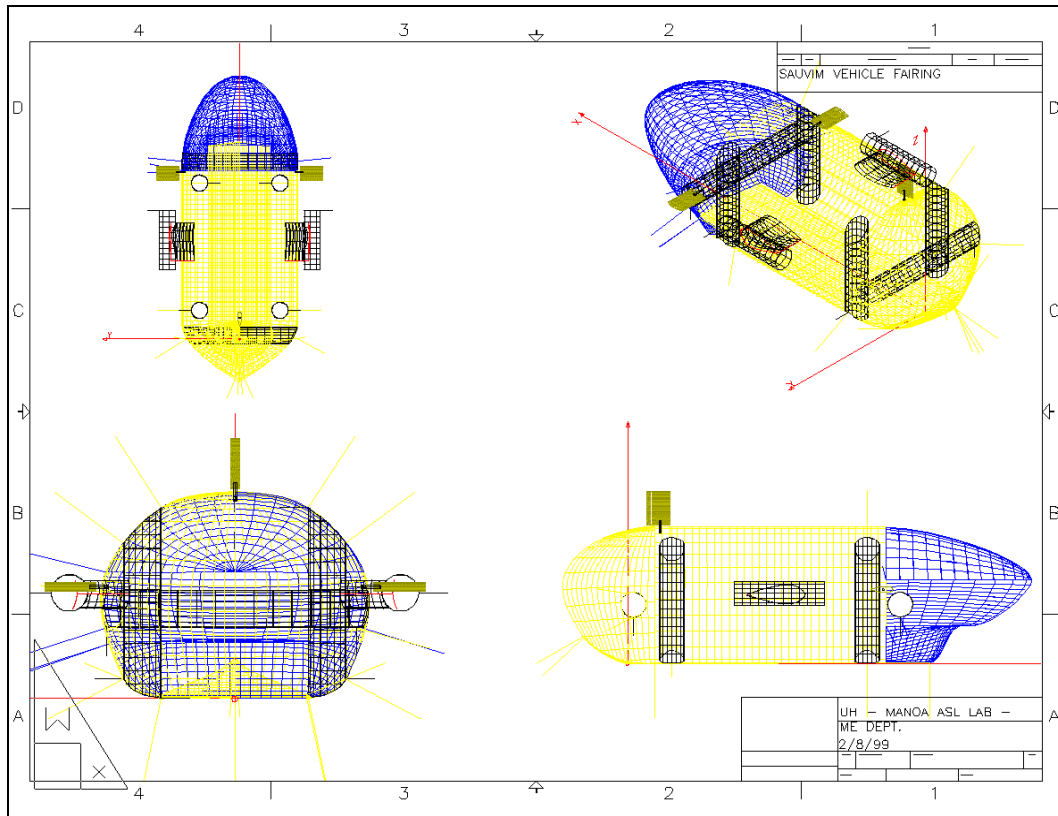 4 3 2 1
SAUVIM VEHICLE FAIRING
D D
X
Z
1
C C
Y
B B
A A
W
X
UH - MANOA ASL LAB -
ME DEPT.
2/8/99
4 3 2 1